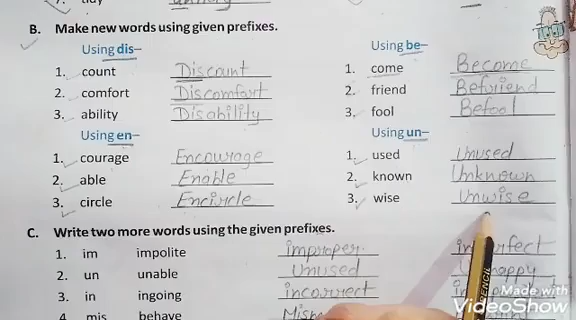 B. Make new words using given prefixes.
Using dis–
1. count Discount
2. comfort Discomfort
3. ability Disability
Using be–
1. come Become
2. friend Befriend
3. fool Befool
Using en–
1. courage Encourage
2. able Enable
3. circle Encircle
Using un–
1. used Unused
2. known Unknown
3. wise Unwise
C. Write two more words using the given prefixes.
1. im impolite improper
2. un unable Unused
3. in ingoing incorrect
4. mis behave
PENCIL
Made with
VideoShow